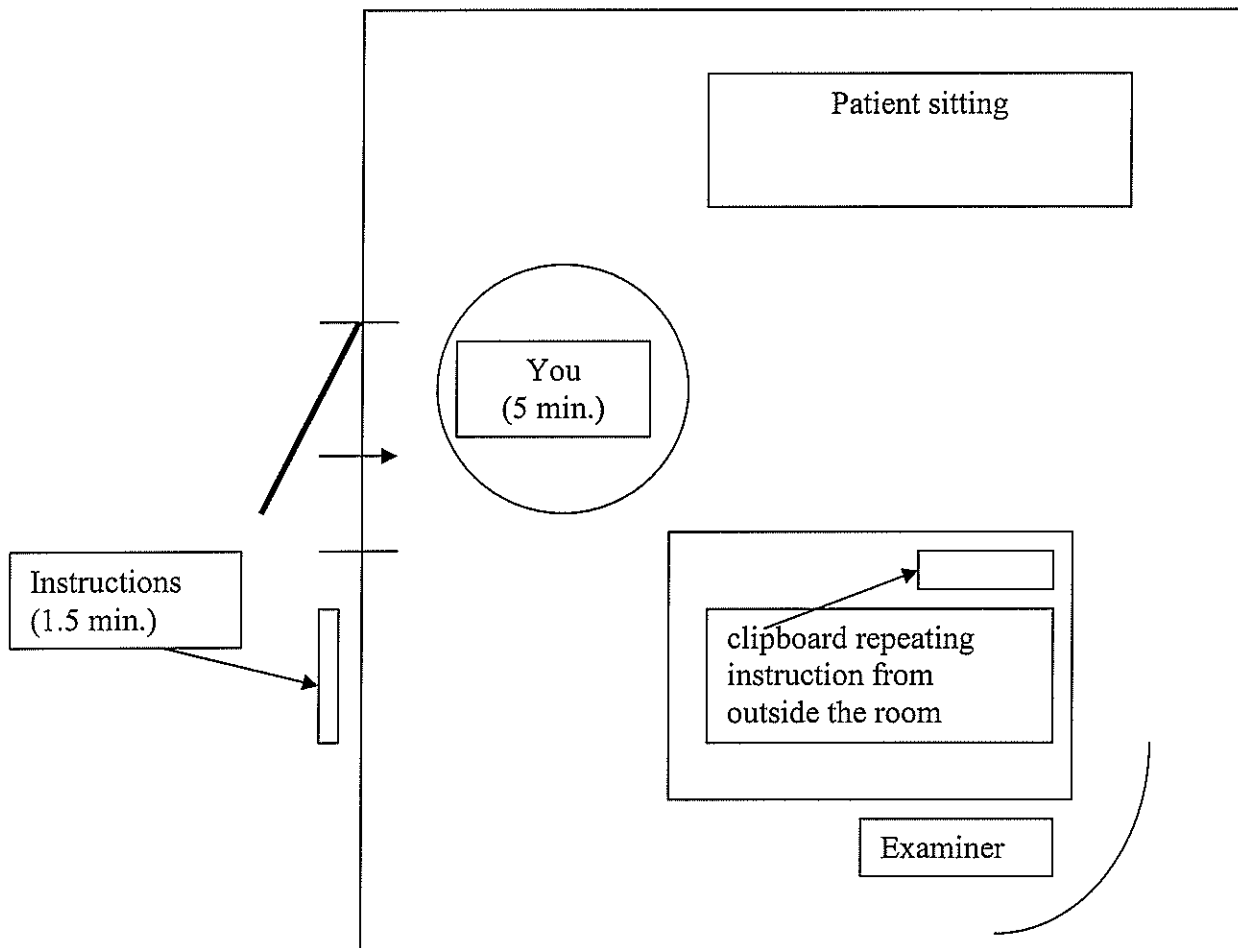 Patient sitting
You
(5 min.)
Instructions
(1.5 min.)
clipboard repeating
instruction from
outside the room
Examiner